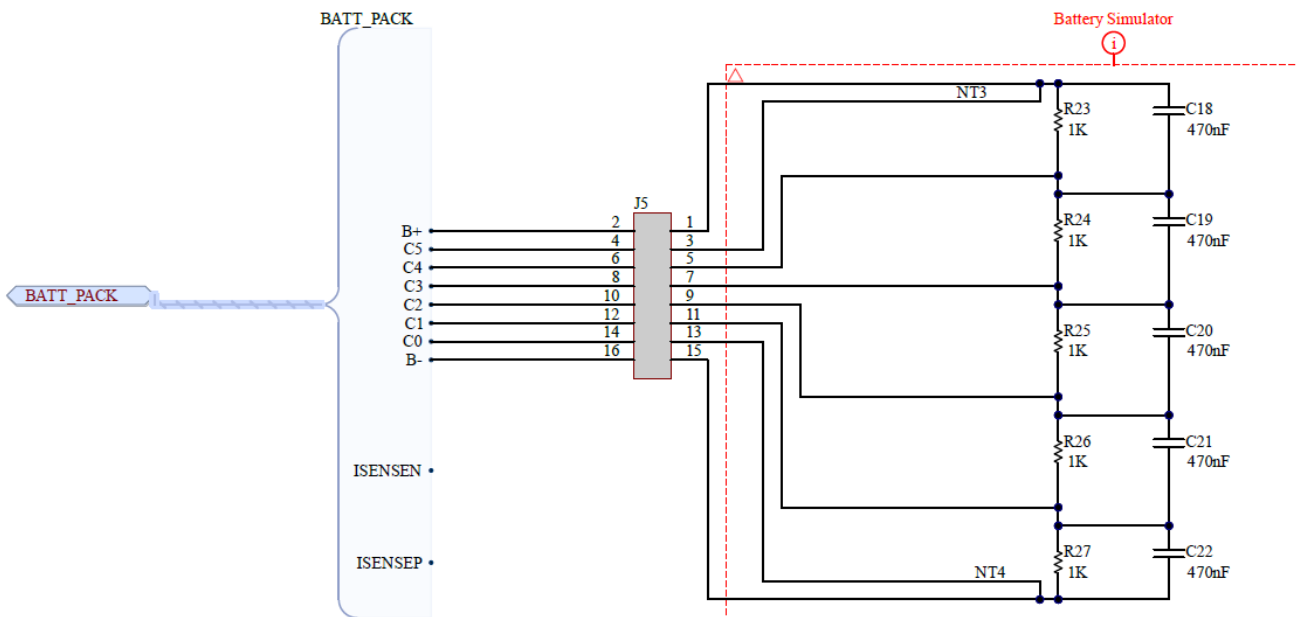 BATT_PACK
Battery Simulator
i
NT3
R23
1K
C18
470nF
J5
B+ 2 1
C5 4 3
C4 6 5
C3 8 7
C2 10 9
C1 12 11
C0 14 13
B- 16 15
R24
1K
C19
470nF
BATT_PACK
R25
1K
C20
470nF
R26
1K
C21
470nF
ISENSEN
ISENSEP
NT4
R27
1K
C22
470nF